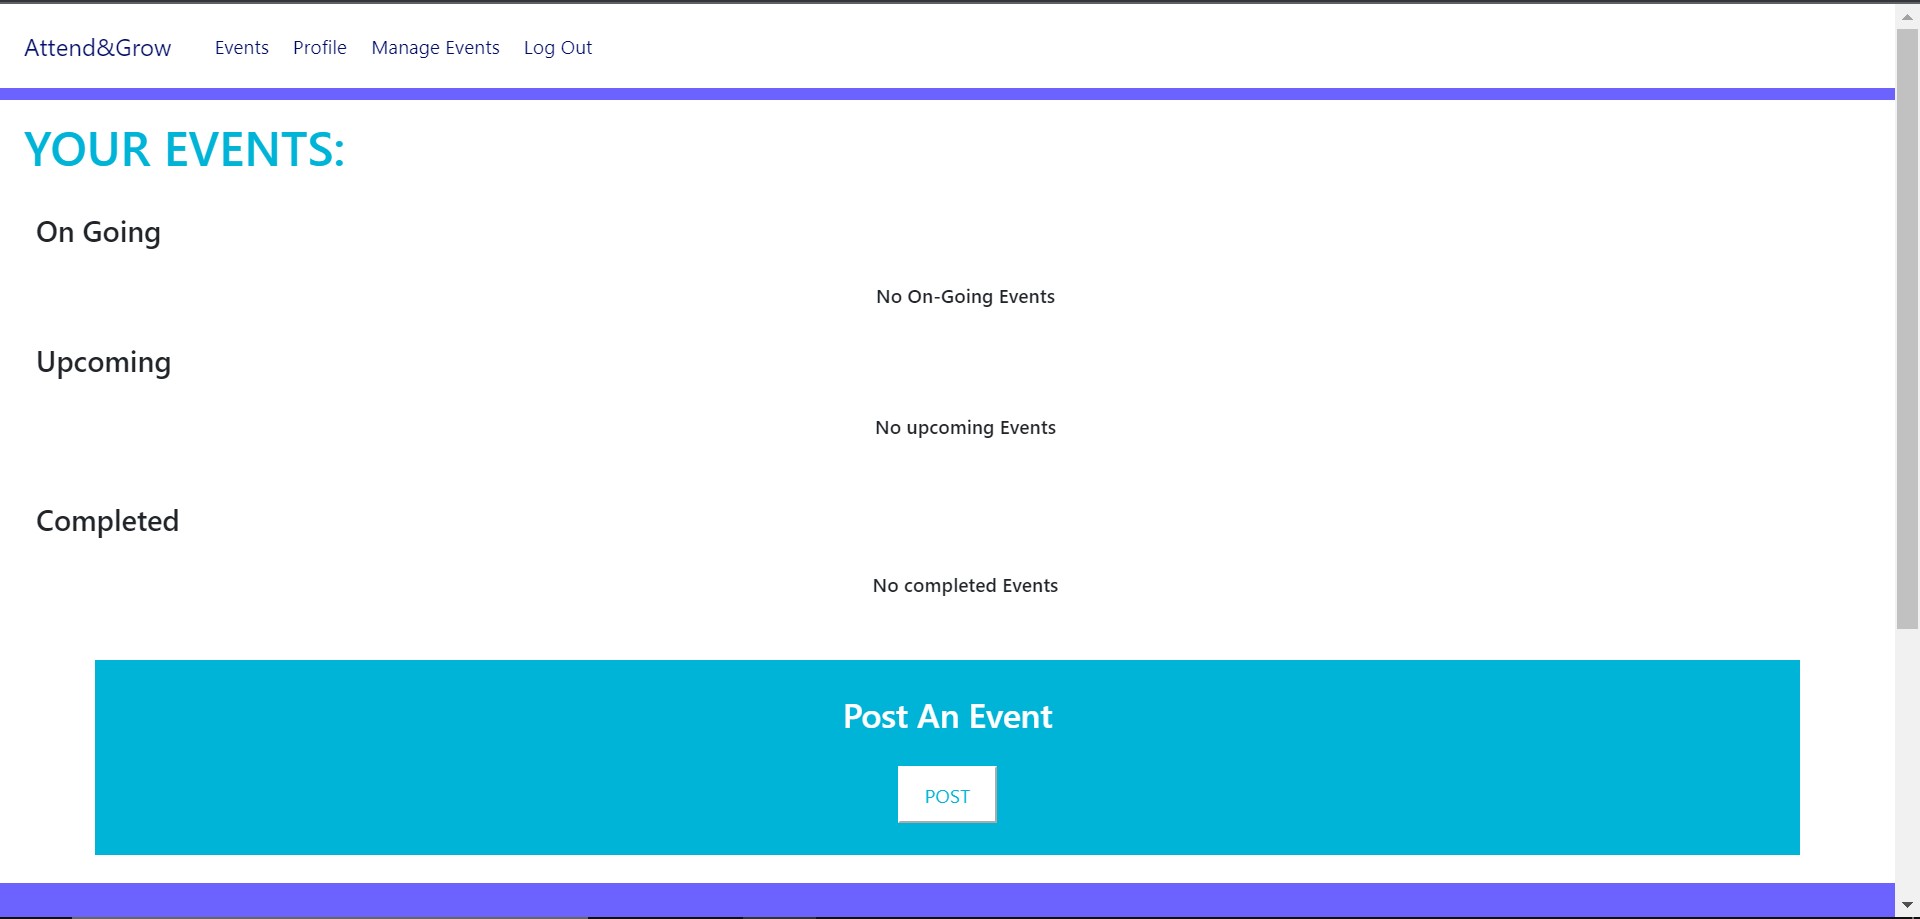 Attend&Grow Events Profile Manage Events Log Out
YOUR EVENTS:
On Going
No On-Going Events
Upcoming
No upcoming Events
Completed
No completed Events
Post An Event
POST